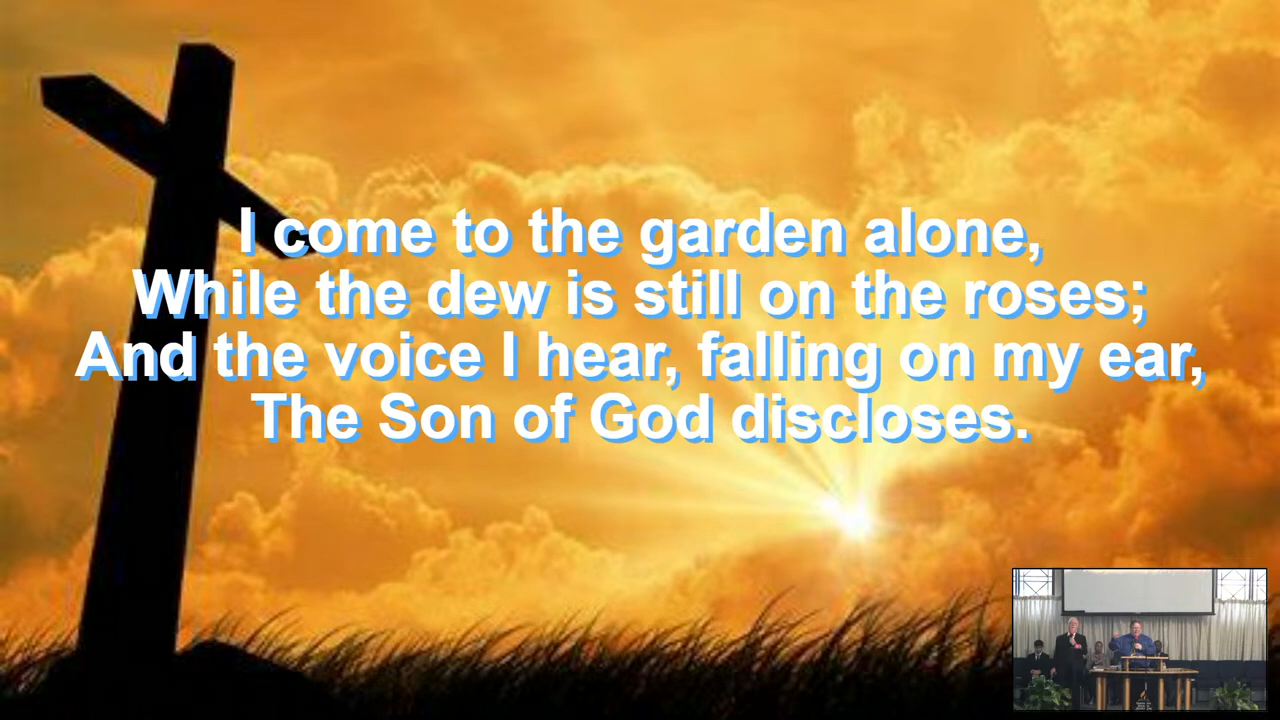 I come to the garden alone,
While the dew is still on the roses;
And the voice I hear, falling on my ear,
The Son of God discloses.